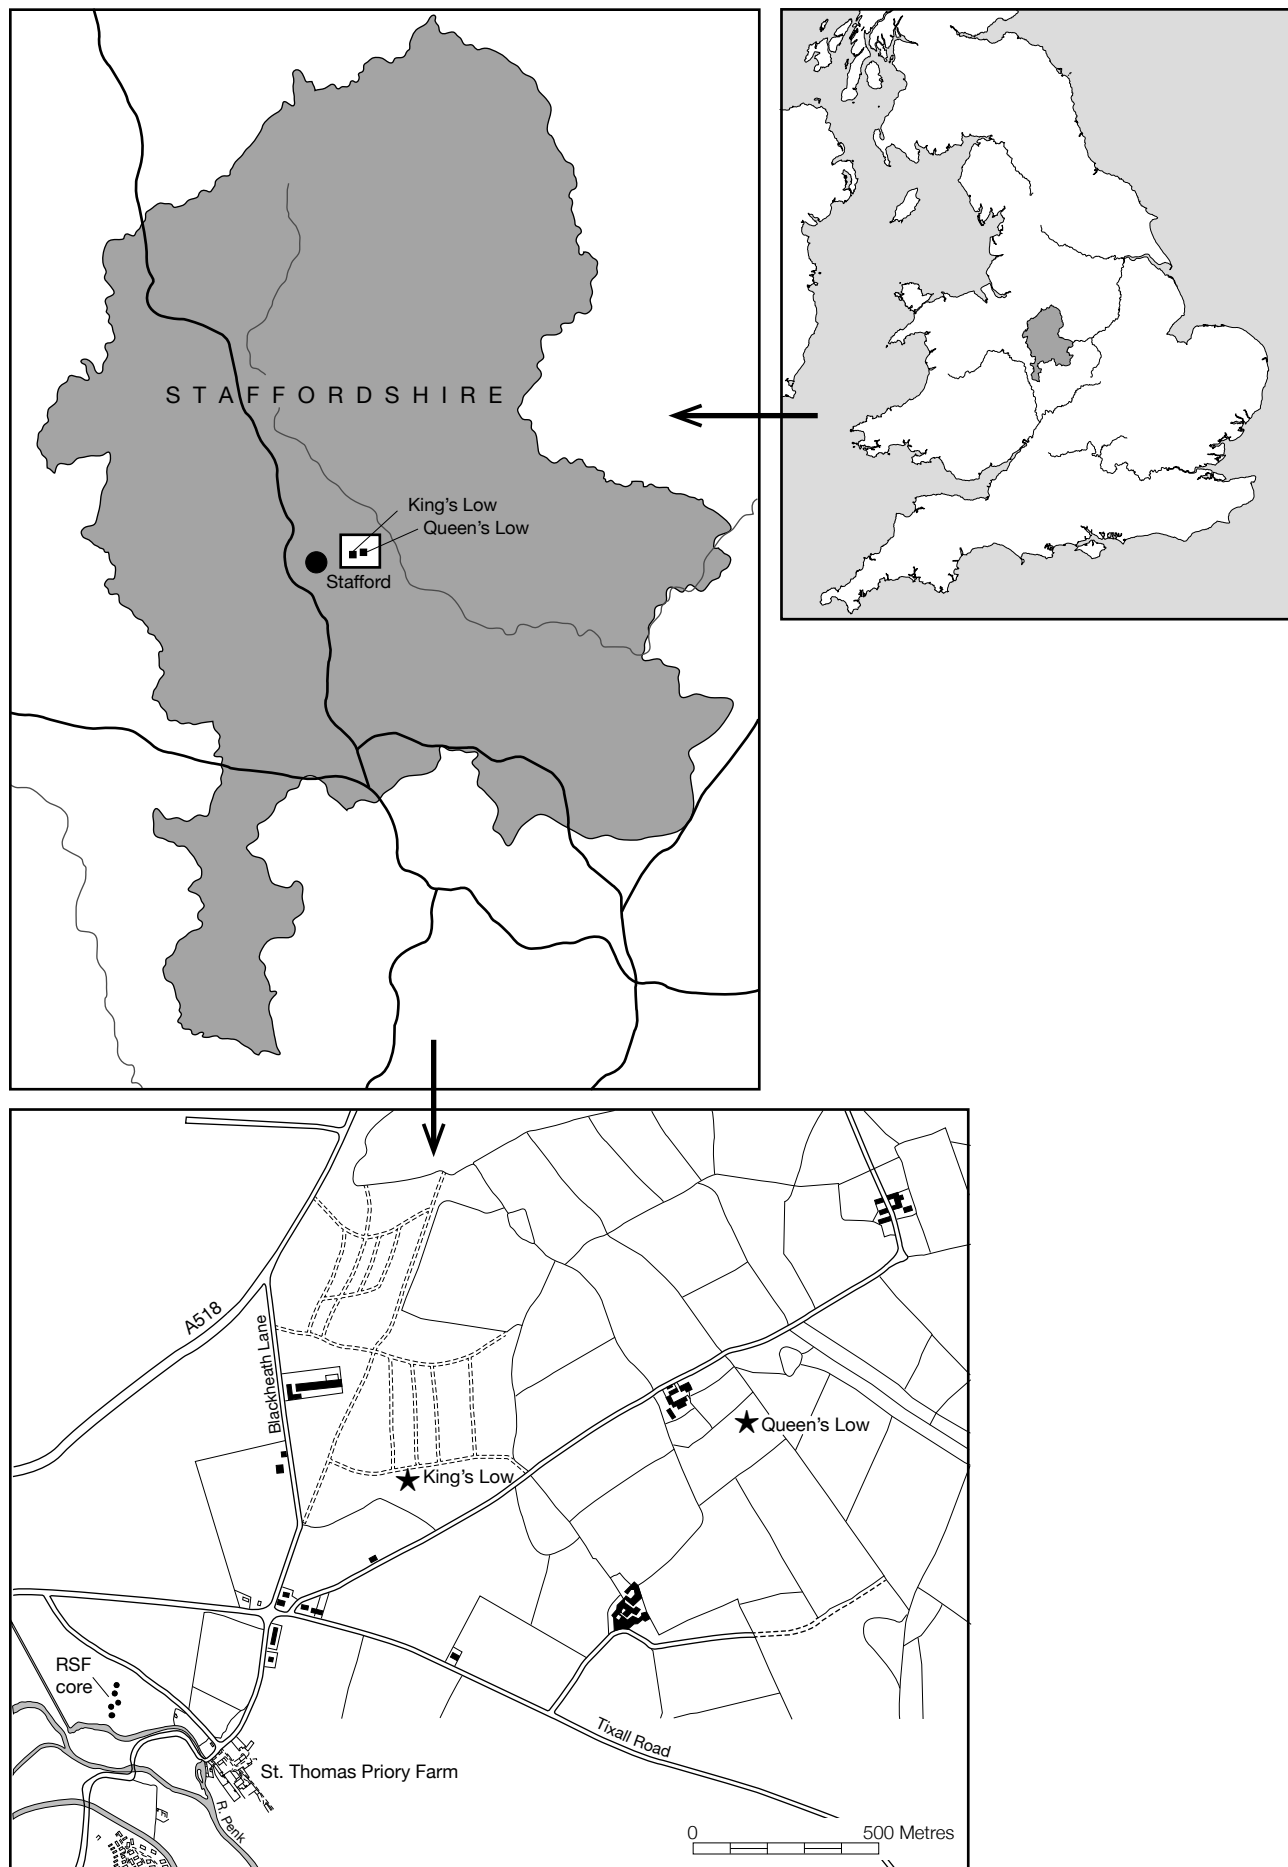 STAFFORDSHIRE
King's Low
Queen's Low
Stafford
A518
Blackheath Lane
Queen's Low
King's Low
RSF
core
Tixall Road
St. Thomas Priory Farm
R. Penk
0 500 Metres